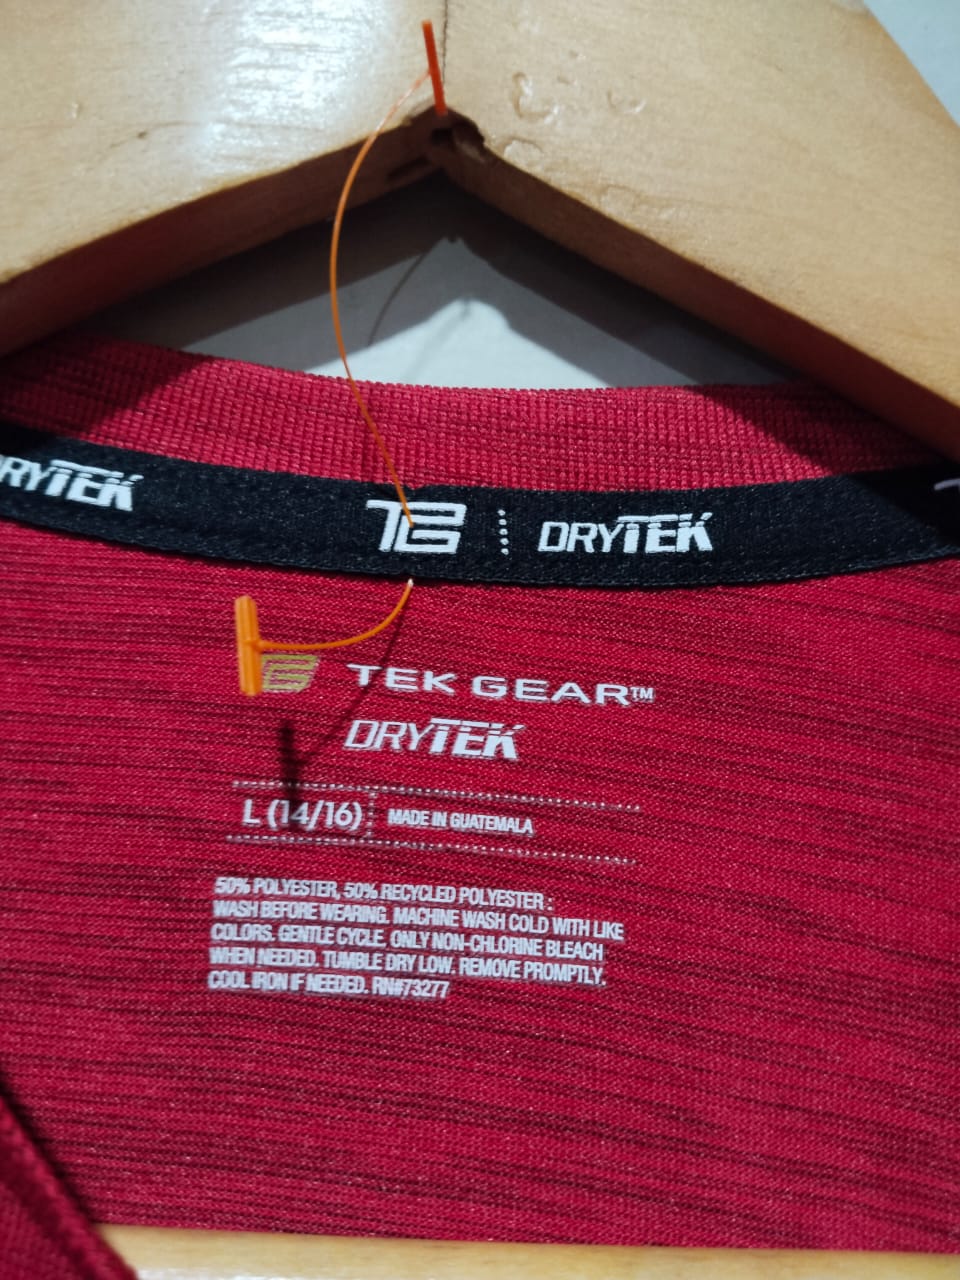 DRYTEK TG DRYTEK
TEK GEAR™
DRYTEK
L (14/16) MADE IN GUATEMALA
50% POLYESTER, 50% RECYCLED POLYESTER :
WASH BEFORE WEARING. MACHINE WASH COLD WITH LIKE
COLORS. GENTLE CYCLE. ONLY NON-CHLORINE BLEACH
WHEN NEEDED. TUMBLE DRY LOW. REMOVE PROMPTLY.
COOL IRON IF NEEDED. RN#73277